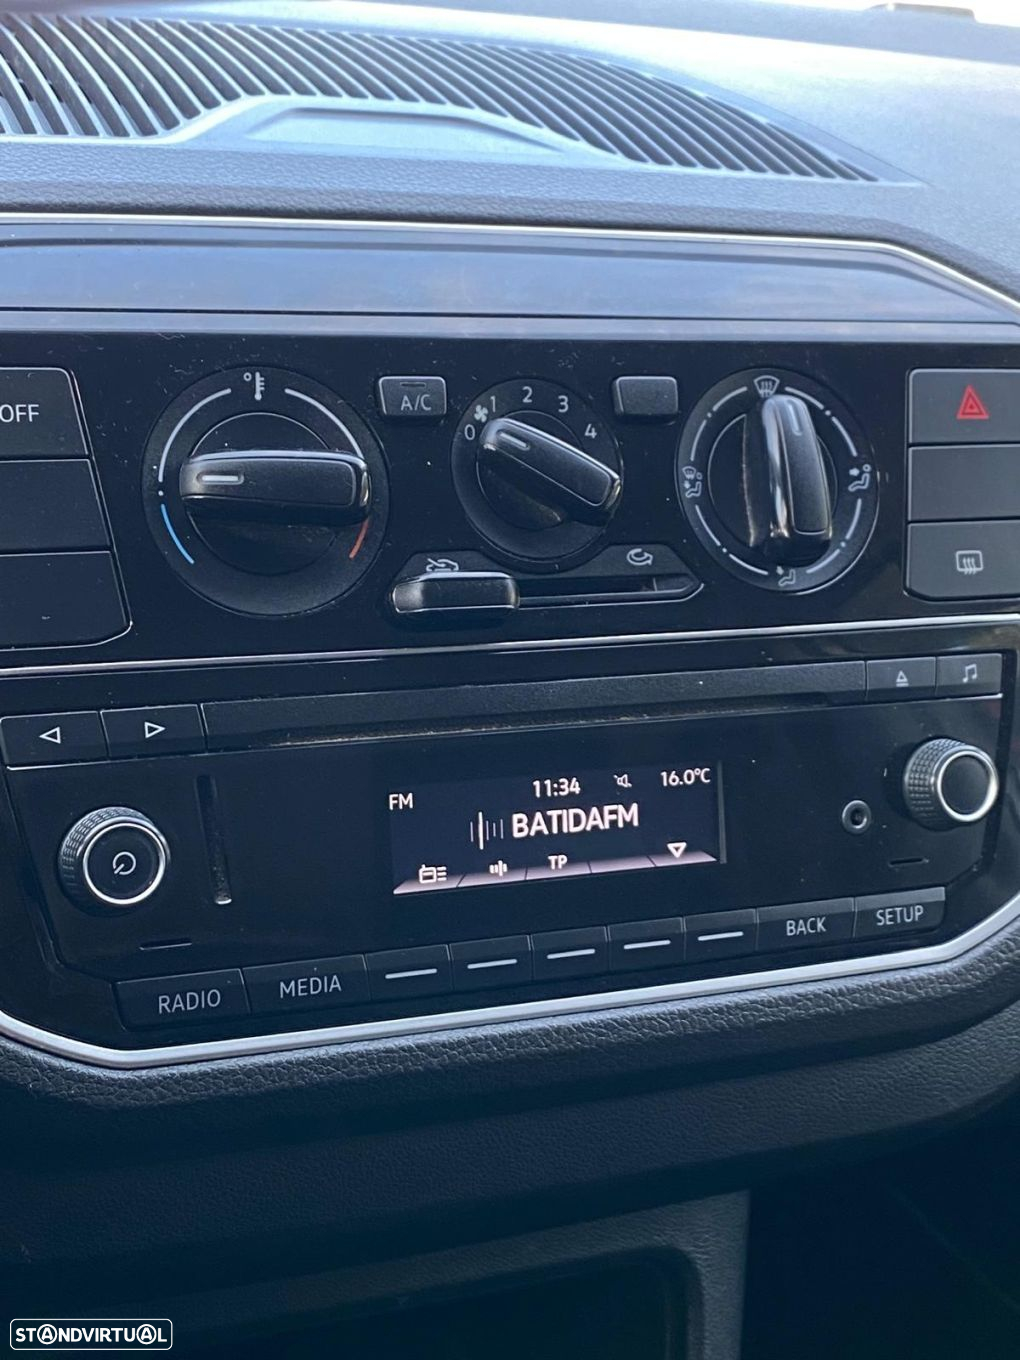 OFF
A/C
0 1 2 3 4
FM 11:34 16.0°C
BATIDAFM
TP
RADIO MEDIA BACK SETUP
STANDVIRTUAL